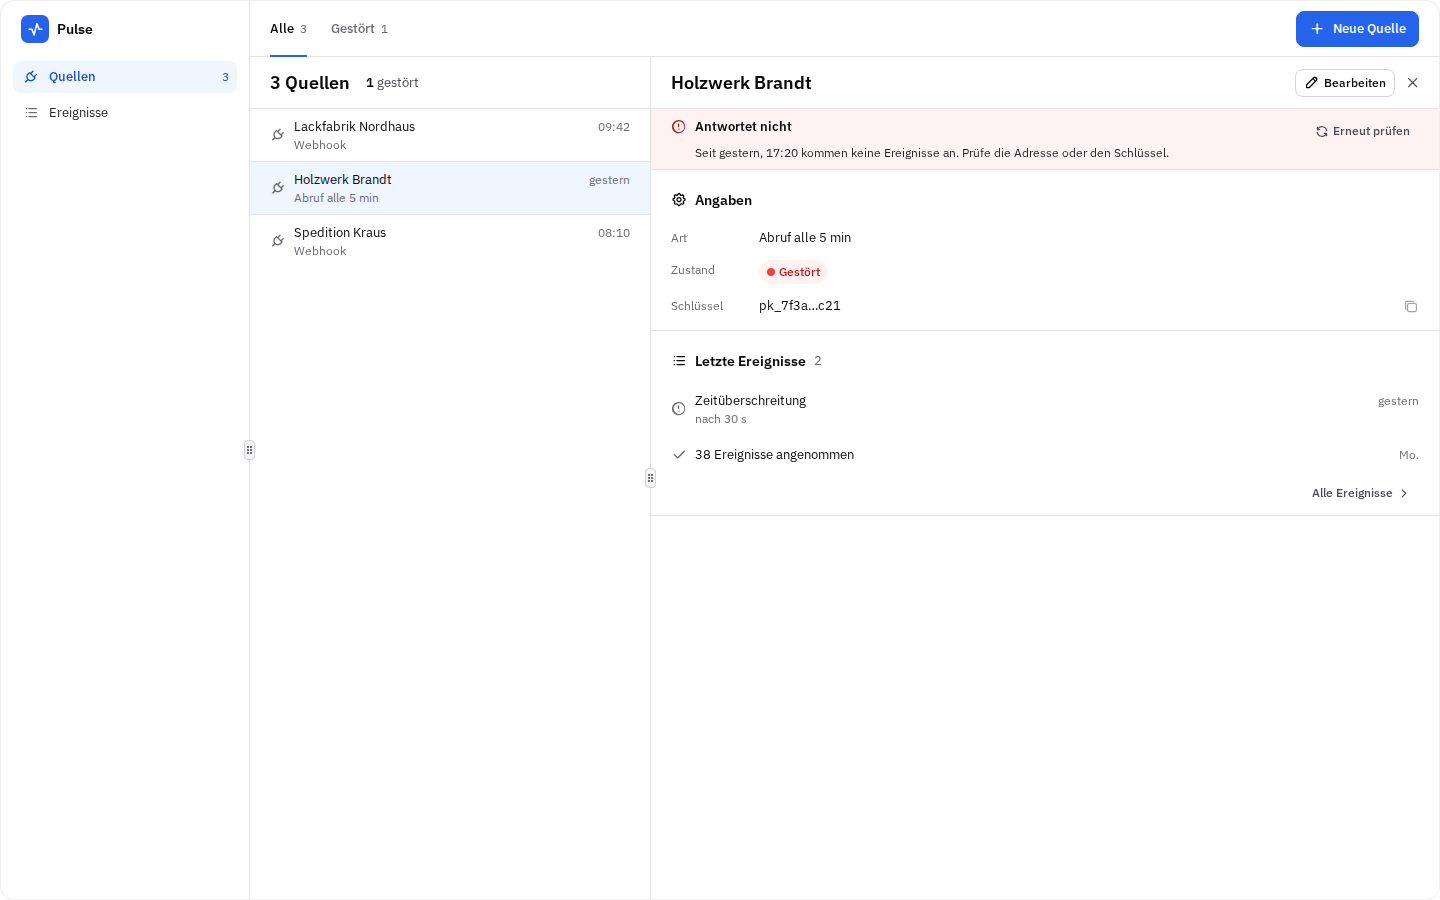 Pulse
Quellen 3
Ereignisse
Alle 3 Gestört 1
Neue Quelle
3 Quellen 1 gestört
Lackfabrik Nordhaus 09:42
Webhook
Holzwerk Brandt gestern
Abruf alle 5 min
Spedition Kraus 08:10
Webhook
Holzwerk Brandt
Bearbeiten
Antwortet nicht
Erneut prüfen
Seit gestern, 17:20 kommen keine Ereignisse an. Prüfe die Adresse oder den Schlüssel.
Angaben
Art Abruf alle 5 min
Zustand Gestört
Schlüssel pk_7f3a…c21
Letzte Ereignisse 2
Zeitüberschreitung gestern
nach 30 s
38 Ereignisse angenommen Mo.
Alle Ereignisse